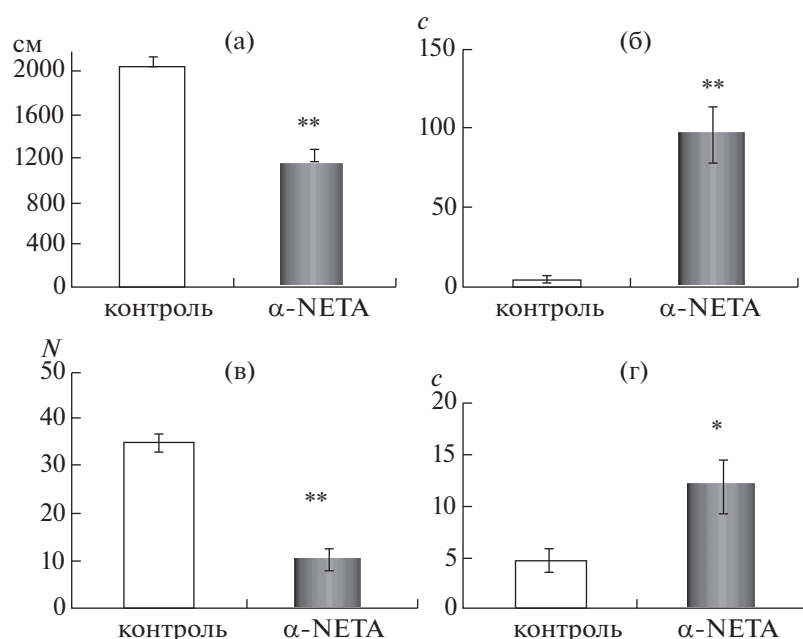 см
(а)
2000
1600
1200
800
400
0
**
контроль
α-NETA
с
(б)
150
100
50
0
**
контроль
α-NETA
N
(в)
50
40
30
20
10
0
**
контроль
α-NETA
с
(г)
20
15
10
5
0
*
контроль
α-NETA